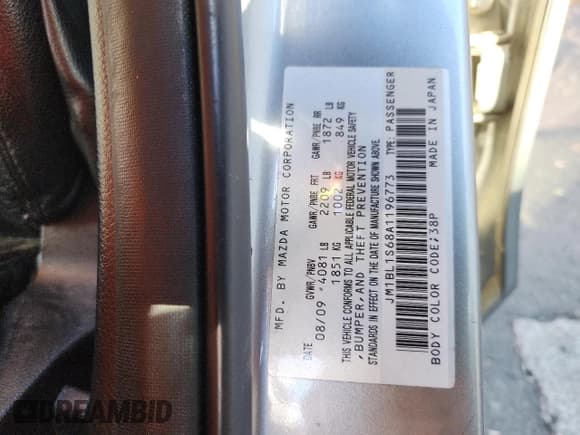 MFD. BY MAZDA MOTOR CORPORATION
DATE GVWR/PNBV GAWR/PNBE FRT GAWR/PNBE RR
08/09 4081 LB 2209 LB 1872 LB
1851 KG 1002 KG 849 KG
THIS VEHICLE CONFORMS TO ALL APPLICABLE FEDERAL MOTOR VEHICLE SAFETY
,BUMPER,AND THEFT PREVENTION
STANDARDS IN EFFECT ON THE DATE OF MANUFACTURE SHOWN ABOVE.
JM1BL1S68A1196773 TYPE: PASSENGER
BODY COLOR CODE:38P MADE IN JAPAN
DREAMBID